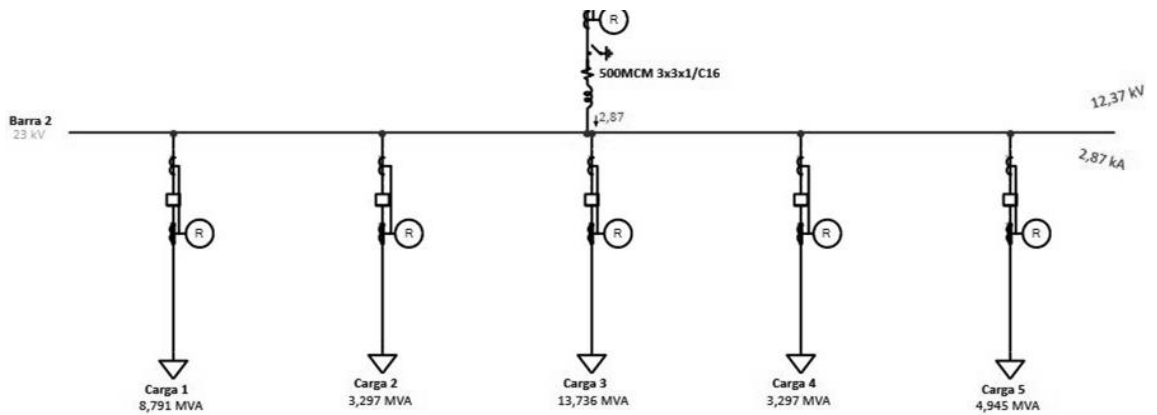 R
500MCM 3x3x1/C16
12,37 kV
Barra 2
23 kV
2,87
2,87 kA
R
R
R
R
R
Carga 1
8,791 MVA
Carga 2
3,297 MVA
Carga 3
13,736 MVA
Carga 4
3,297 MVA
Carga 5
4,945 MVA